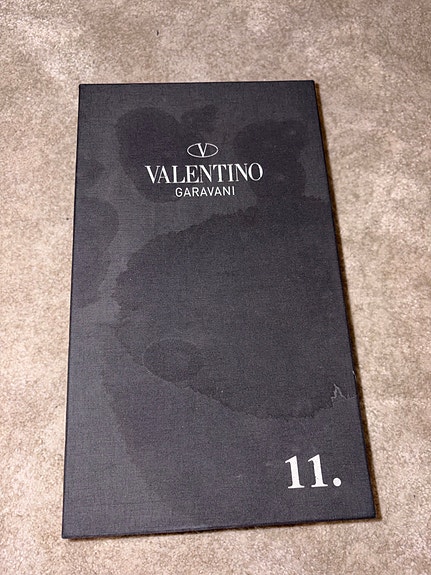 V
VALENTINO
GARAVANI
11.